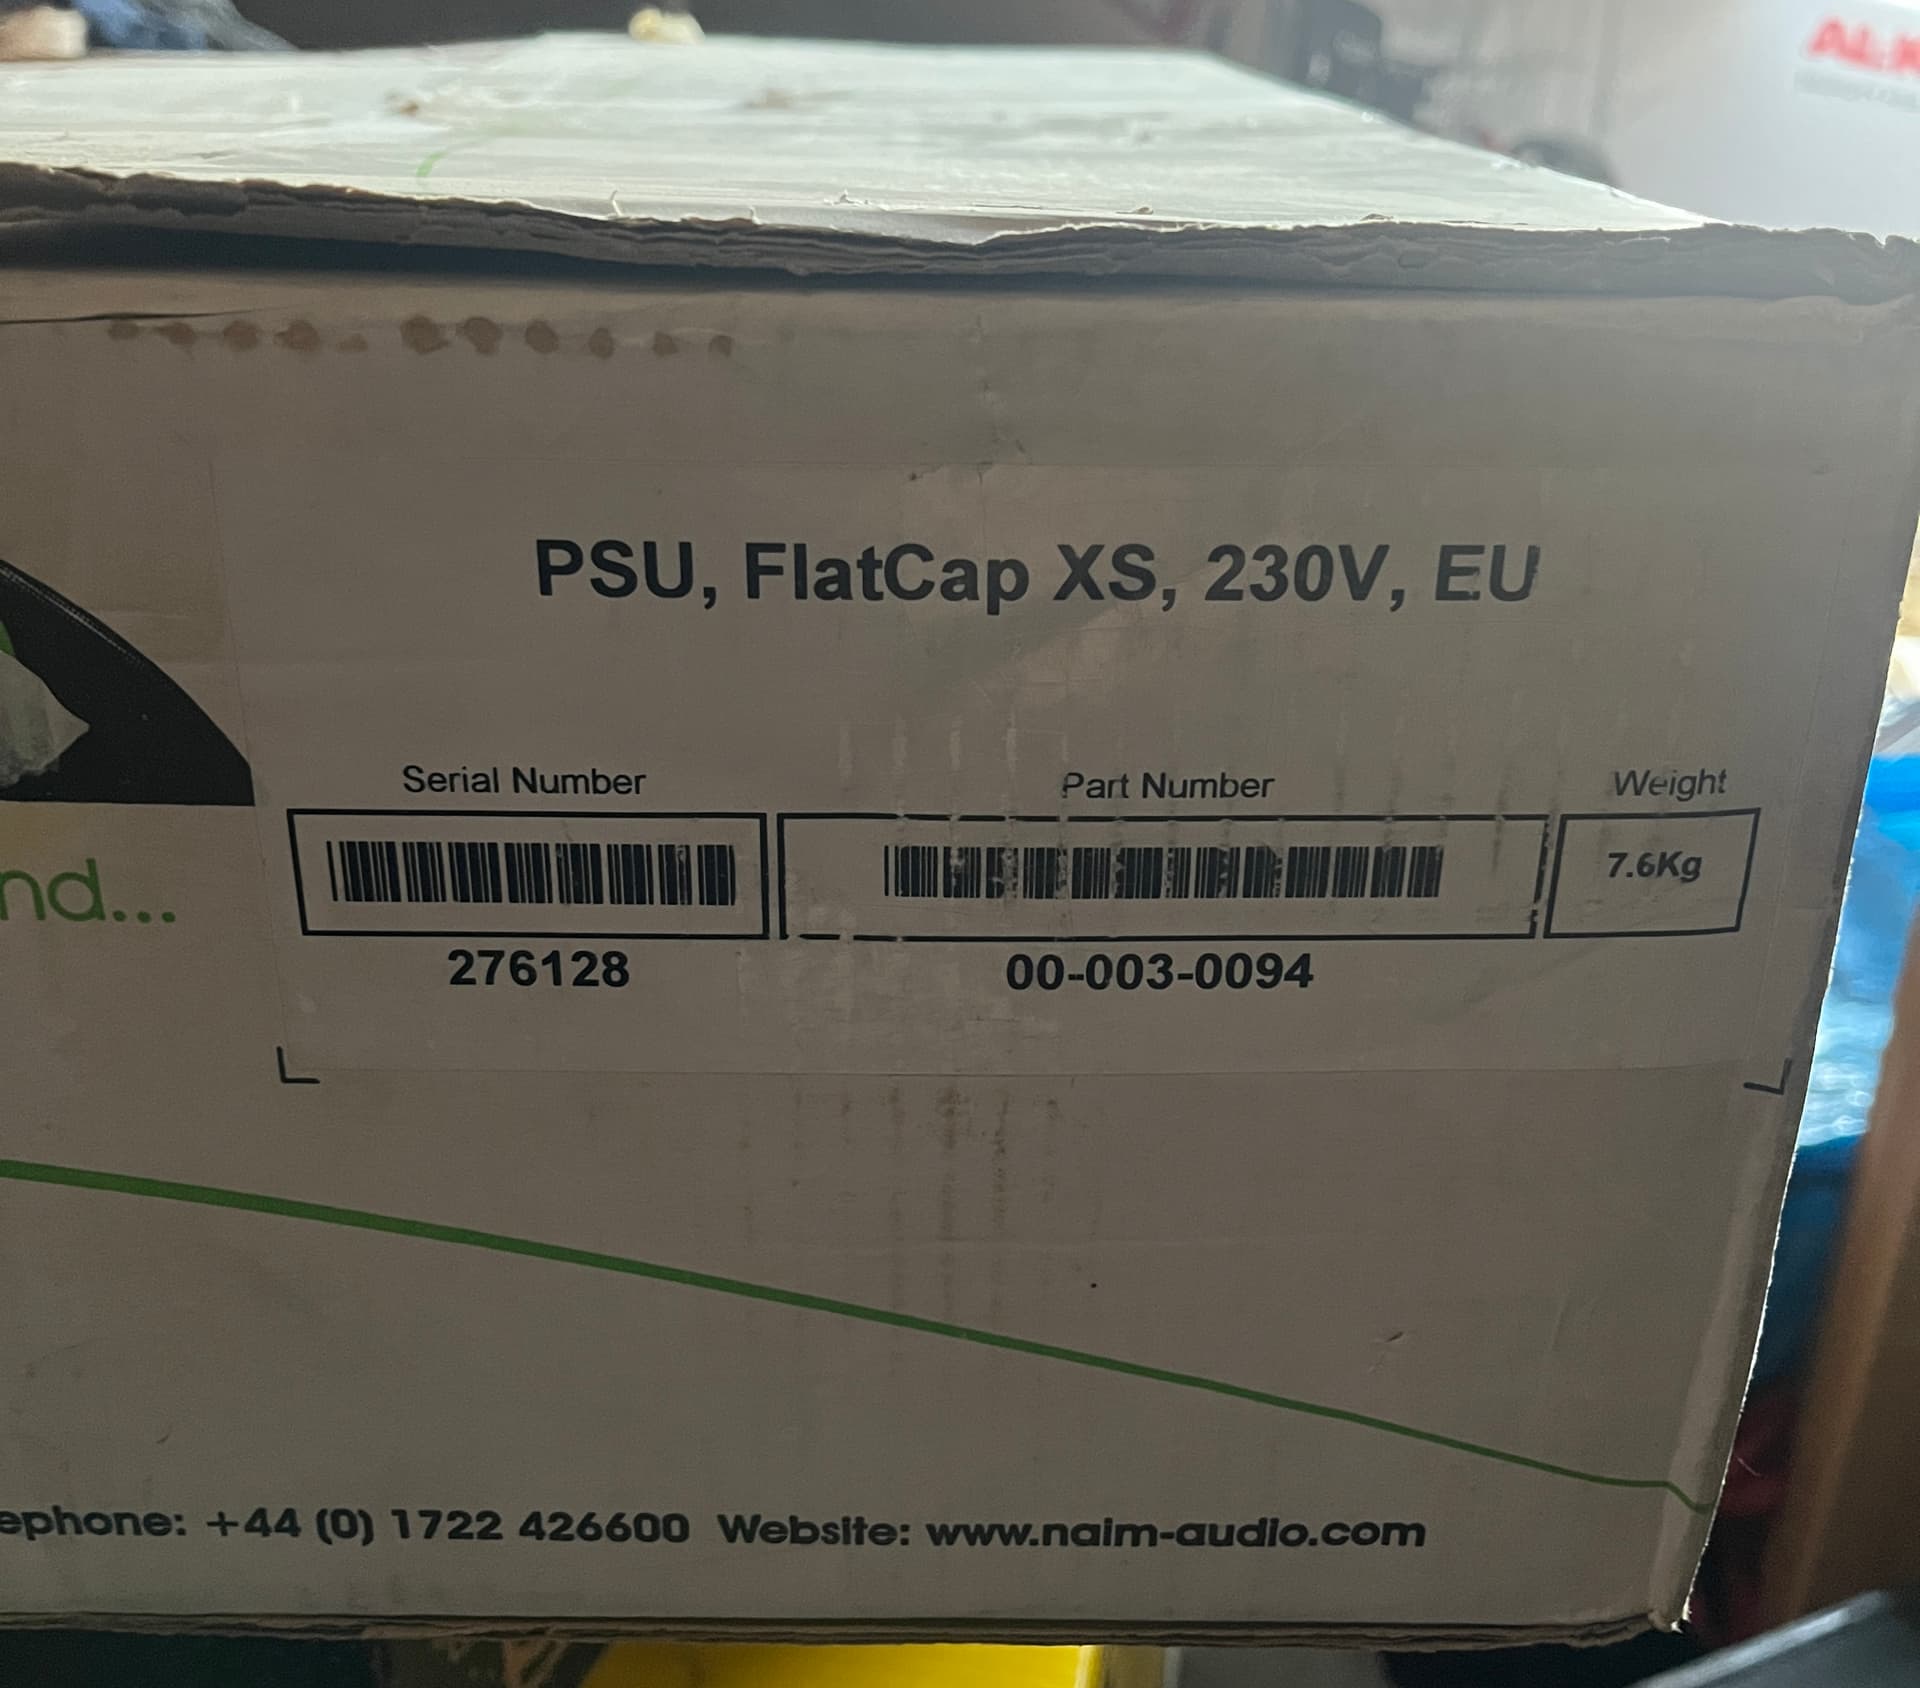 PSU, FlatCap XS, 230V, EU
Serial Number Part Number Weight
7.6Kg
276128 00-003-0094
nd...
ephone: +44 (0) 1722 426600 Website: www.naim-audio.com